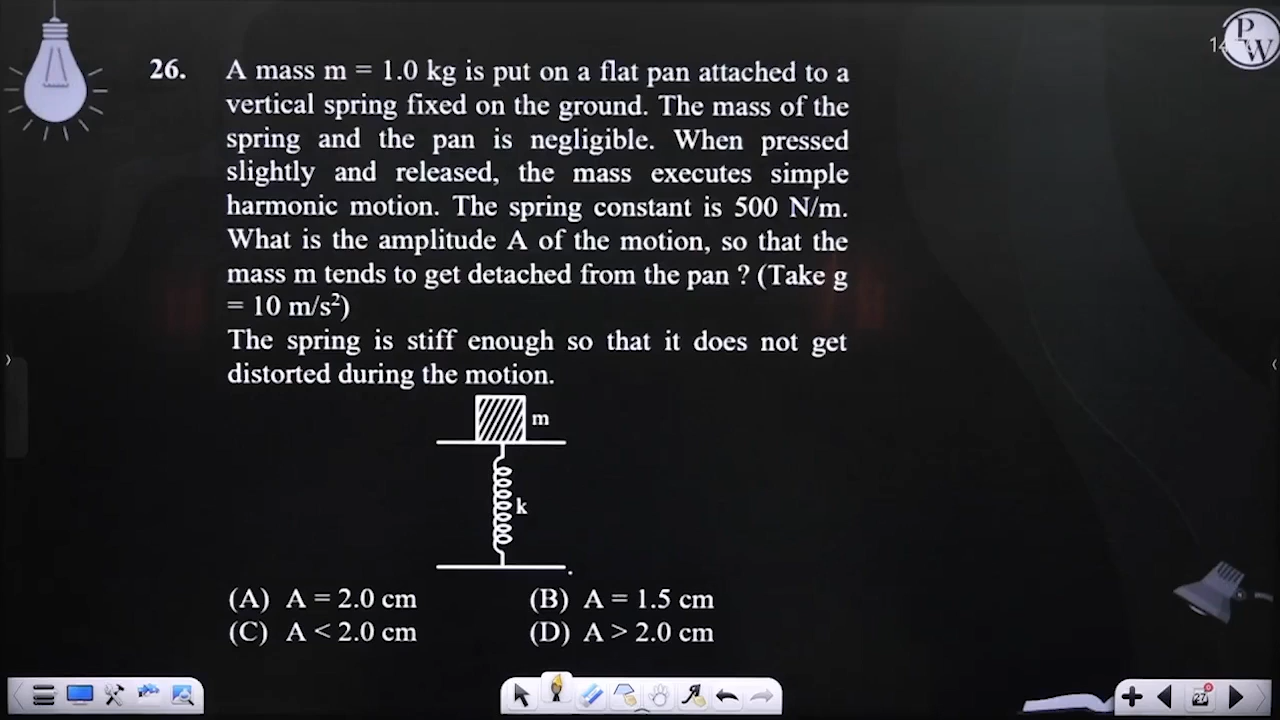 PW
26. A mass m = 1.0 kg is put on a flat pan attached to a
vertical spring fixed on the ground. The mass of the
spring and the pan is negligible. When pressed
slightly and released, the mass executes simple
harmonic motion. The spring constant is 500 N/m.
What is the amplitude A of the motion, so that the
mass m tends to get detached from the pan ? (Take g
= 10 m/s²)
The spring is stiff enough so that it does not get
distorted during the motion.
m
k
(A) A = 2.0 cm (B) A = 1.5 cm
(C) A < 2.0 cm (D) A > 2.0 cm